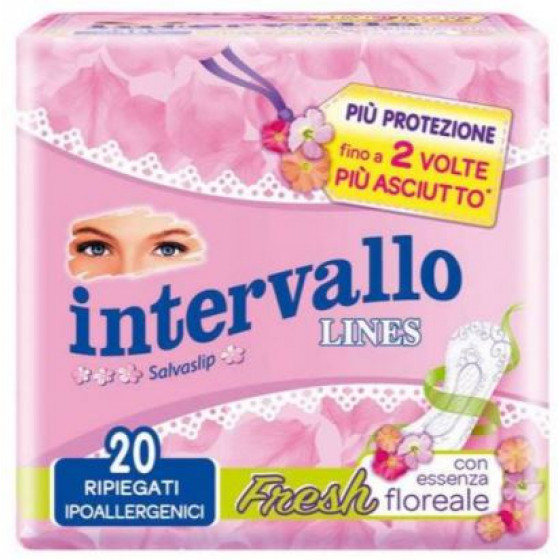 PIÙ PROTEZIONE
fino a 2 VOLTE
PIÙ ASCIUTTO*
intervallo
LINES
Salvaslip
20
RIPIEGATI
IPOALLERGENICI
Fresh
con
essenza
floreale